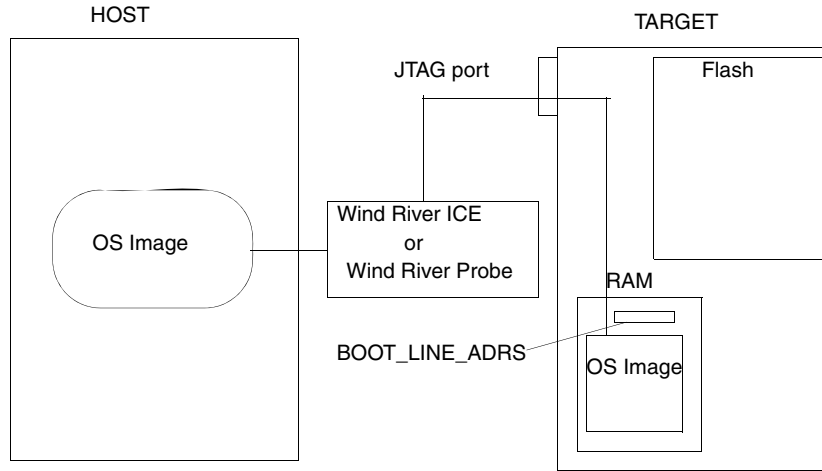 HOST
TARGET
JTAG port
Flash
OS Image
Wind River ICE
or
Wind River Probe
RAM
BOOT_LINE_ADRS
OS Image